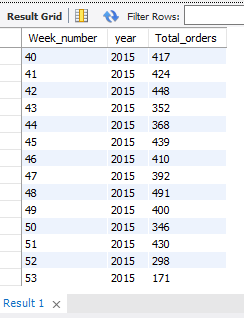 Result Grid Filter Rows:
Week_number year Total_orders
40 2015 417
41 2015 424
42 2015 448
43 2015 352
44 2015 368
45 2015 439
46 2015 410
47 2015 392
48 2015 491
49 2015 400
50 2015 346
51 2015 430
52 2015 298
53 2015 171
Result 1